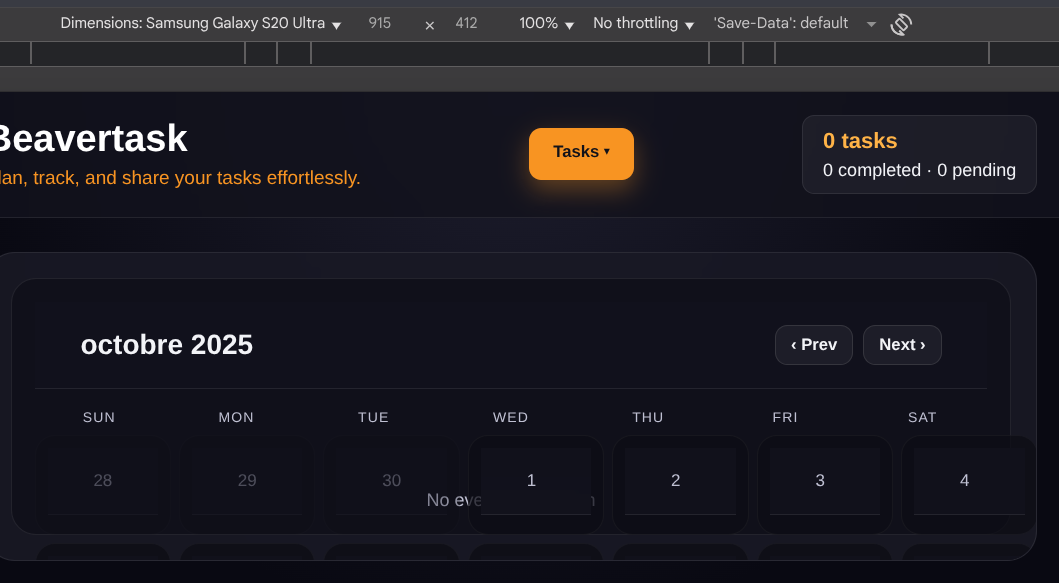 Dimensions: Samsung Galaxy S20 Ultra ▼ 915 × 412 100% ▼ No throttling ▼ 'Save-Data': default
Beavertask
lan, track, and share your tasks effortlessly.
Tasks ▾
0 tasks
0 completed · 0 pending
octobre 2025
‹ Prev
Next ›
SUN MON TUE WED THU FRI SAT
28 29 30 1 2 3 4
No